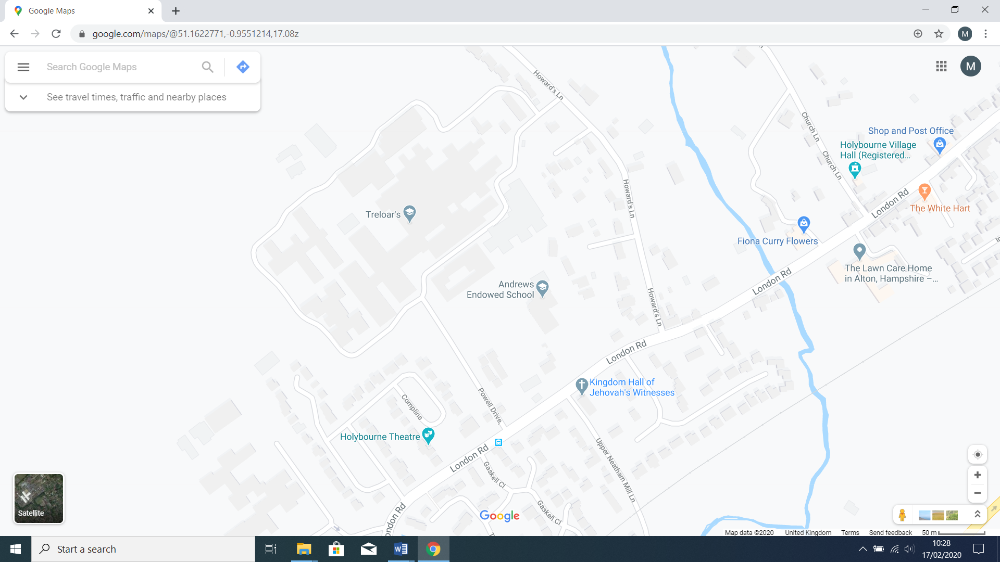 Google Maps
google.com/maps/@51.1622771,-0.9551214,17.08z
M
Search Google Maps
See travel times, traffic and nearby places
M
Howard's Ln
Church Ln
Shop and Post Office
Holybourne Village
Hall (Registered...
Church Ln
Howard's Ln
London Rd
The White Hart
Treloar's
Fiona Curry Flowers
The Lawn Care Home
in Alton, Hampshire –...
London Rd
Andrews
Endowed School
Howard's Ln
London Rd
Kingdom Hall of
Jehovah's Witnesses
Powell Drive,
Complins
Holybourne Theatre
London Rd
Upper Neatham Mill Ln
Gaskell Cl
Gaskell Cl
ondon Rd
Satellite
Google
Map data ©2020 United Kingdom Terms Send feedback 50 m
Start a search
10:28
17/02/2020